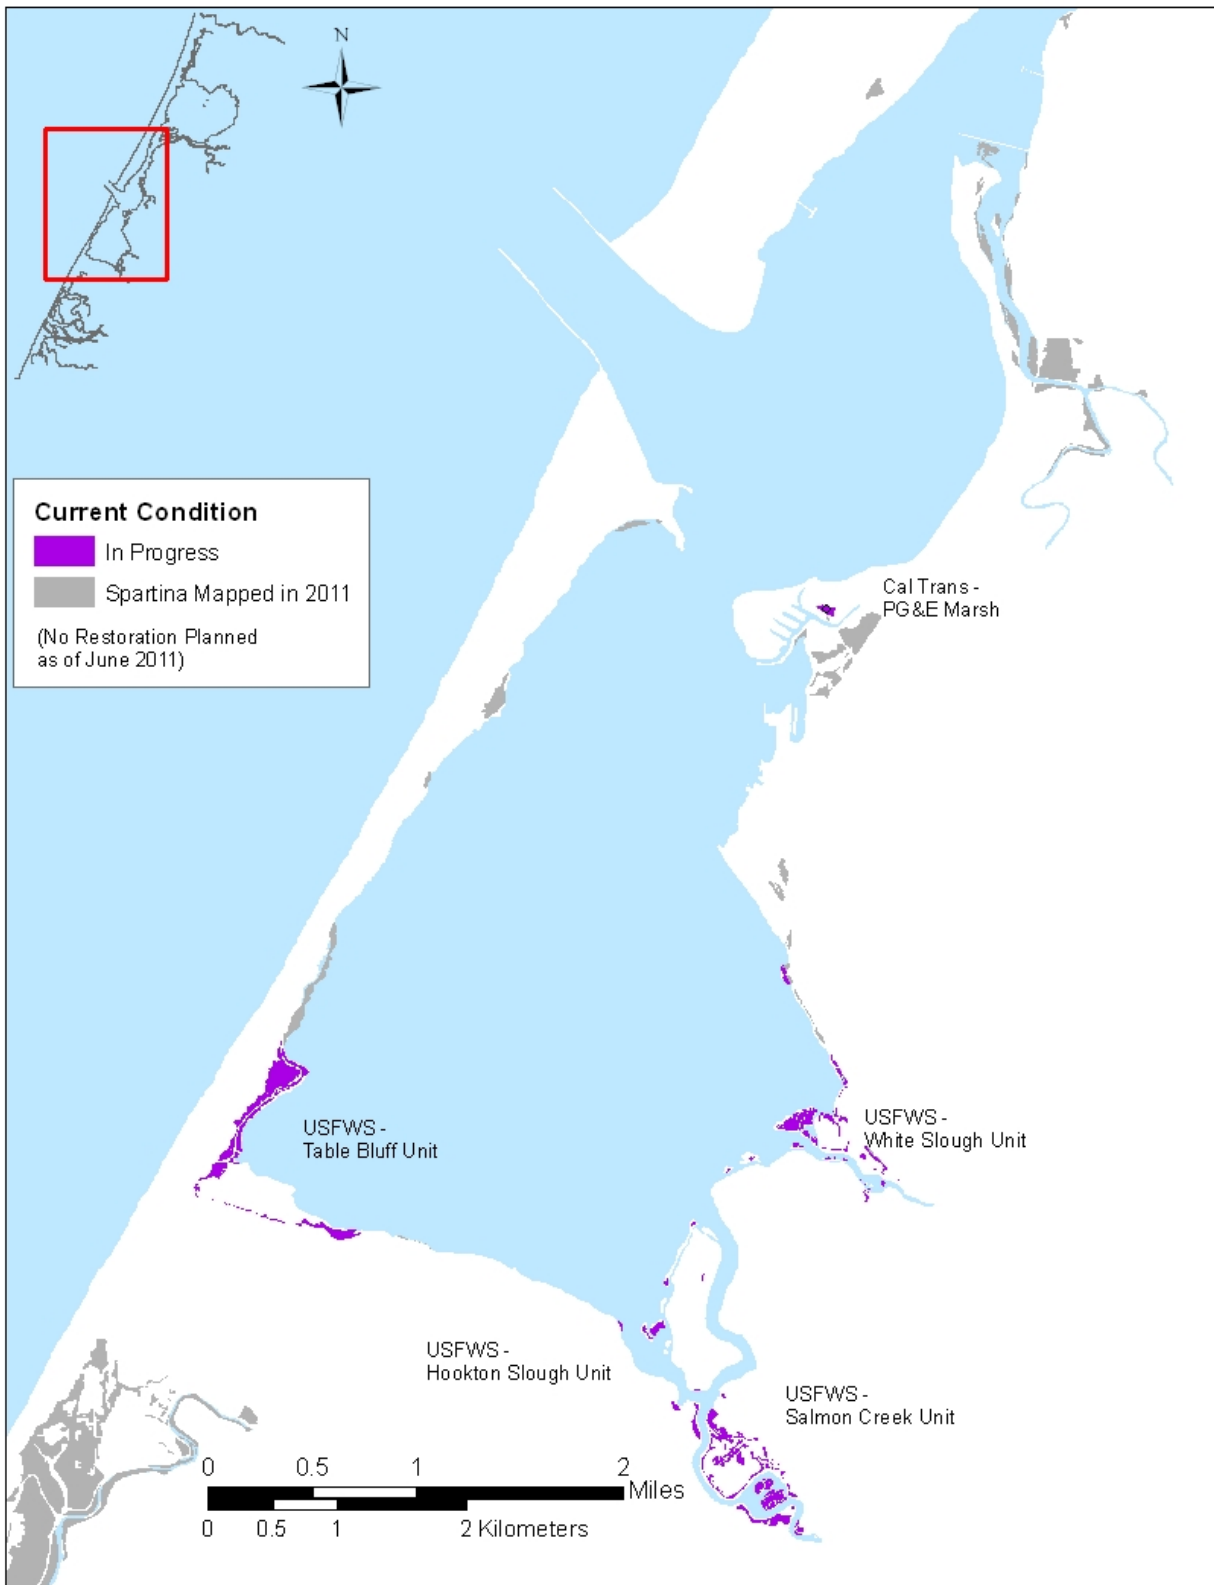 N
Current Condition
In Progress
Spartina Mapped in 2011
(No Restoration Planned
as of June 2011)
Cal Trans -
PG&E Marsh
USFWS -
Table Bluff Unit
USFWS -
White Slough Unit
USFWS -
Hookton Slough Unit
USFWS -
Salmon Creek Unit
0 0.5 1 2
Miles
0 0.5 1 2 Kilometers